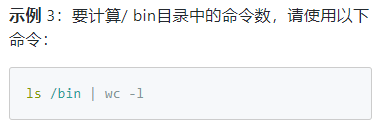 示例 3：要计算/ bin目录中的命令数，请使用以下
命令：
ls /bin | wc -l